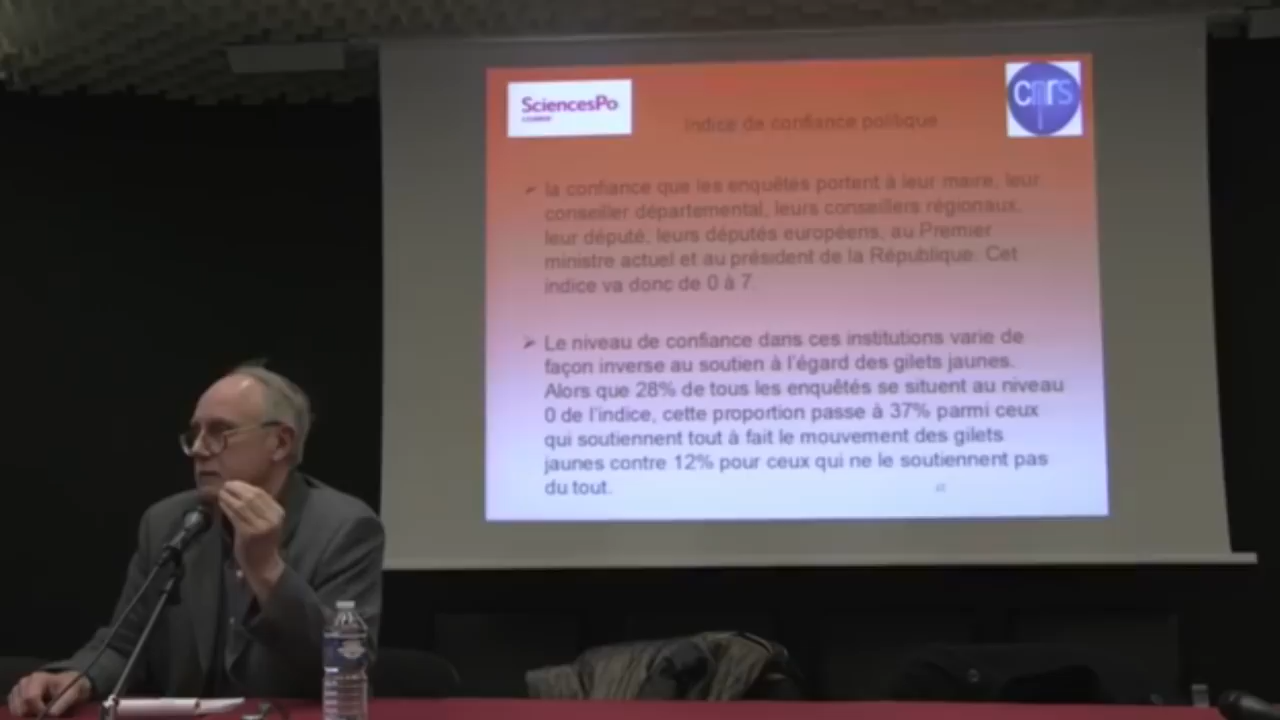 SciencesPo
cnrs
Indice de confiance politique
➢ la confiance que les enquêtés portent à leur maire, leur
conseiller départemental, leurs conseillers régionaux,
leur député, leurs députés européens, au Premier
ministre actuel et au président de la République. Cet
indice va donc de 0 à 7.
➢ Le niveau de confiance dans ces institutions varie de
façon inverse au soutien à l'égard des gilets jaunes.
Alors que 28% de tous les enquêtés se situent au niveau
0 de l'indice, cette proportion passe à 37% parmi ceux
qui soutiennent tout à fait le mouvement des gilets
jaunes contre 12% pour ceux qui ne le soutiennent pas
du tout.